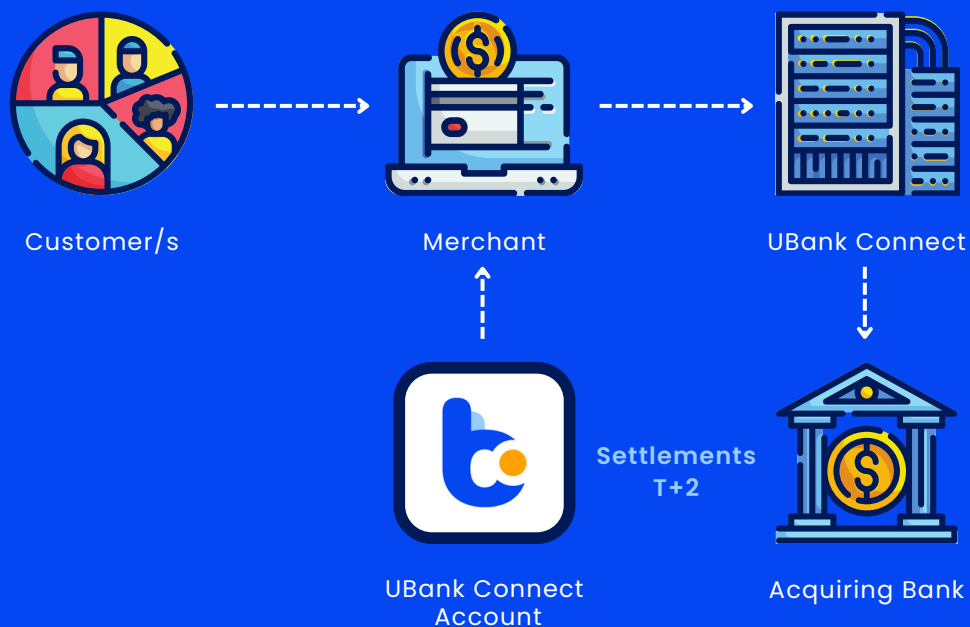 Customer/s
Merchant
UBank Connect
Settlements
T+2
UBank Connect
Account
Acquiring Bank